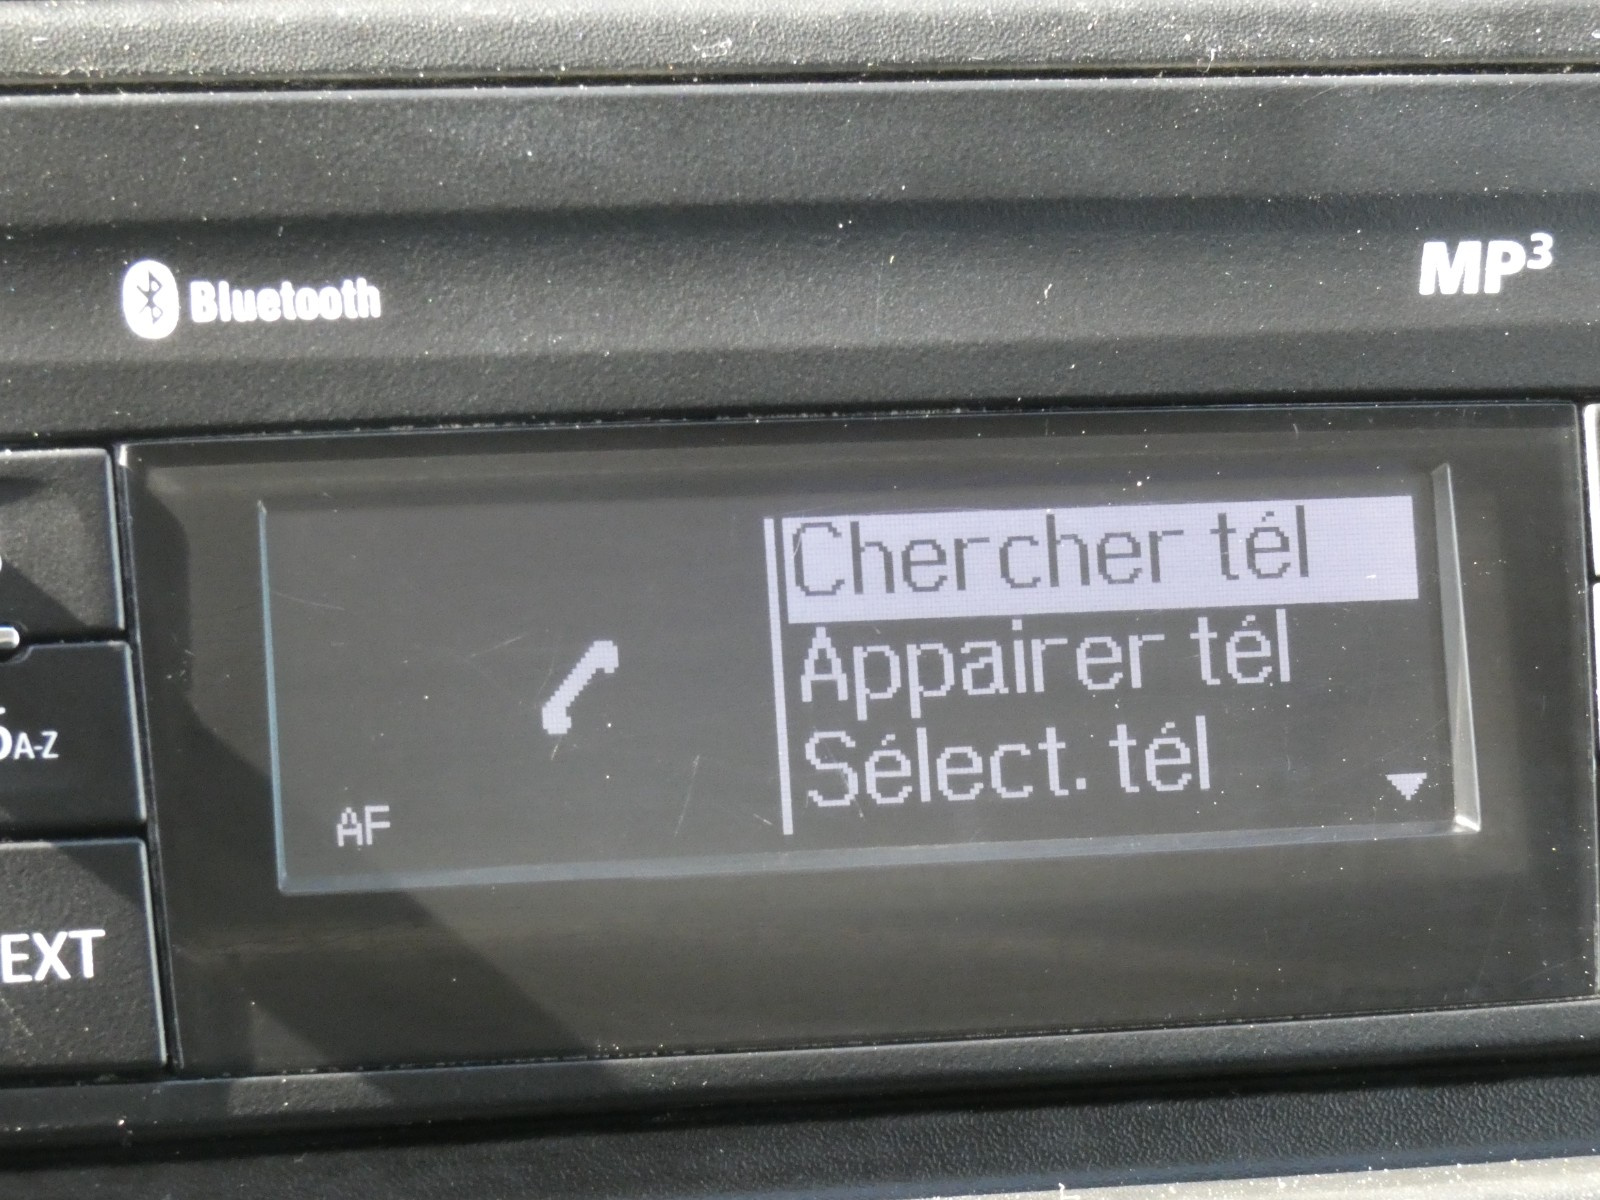 Bluetooth
MP3
Chercher tél
Appairer tél
Sélect. tél
AF
A-Z
EXT